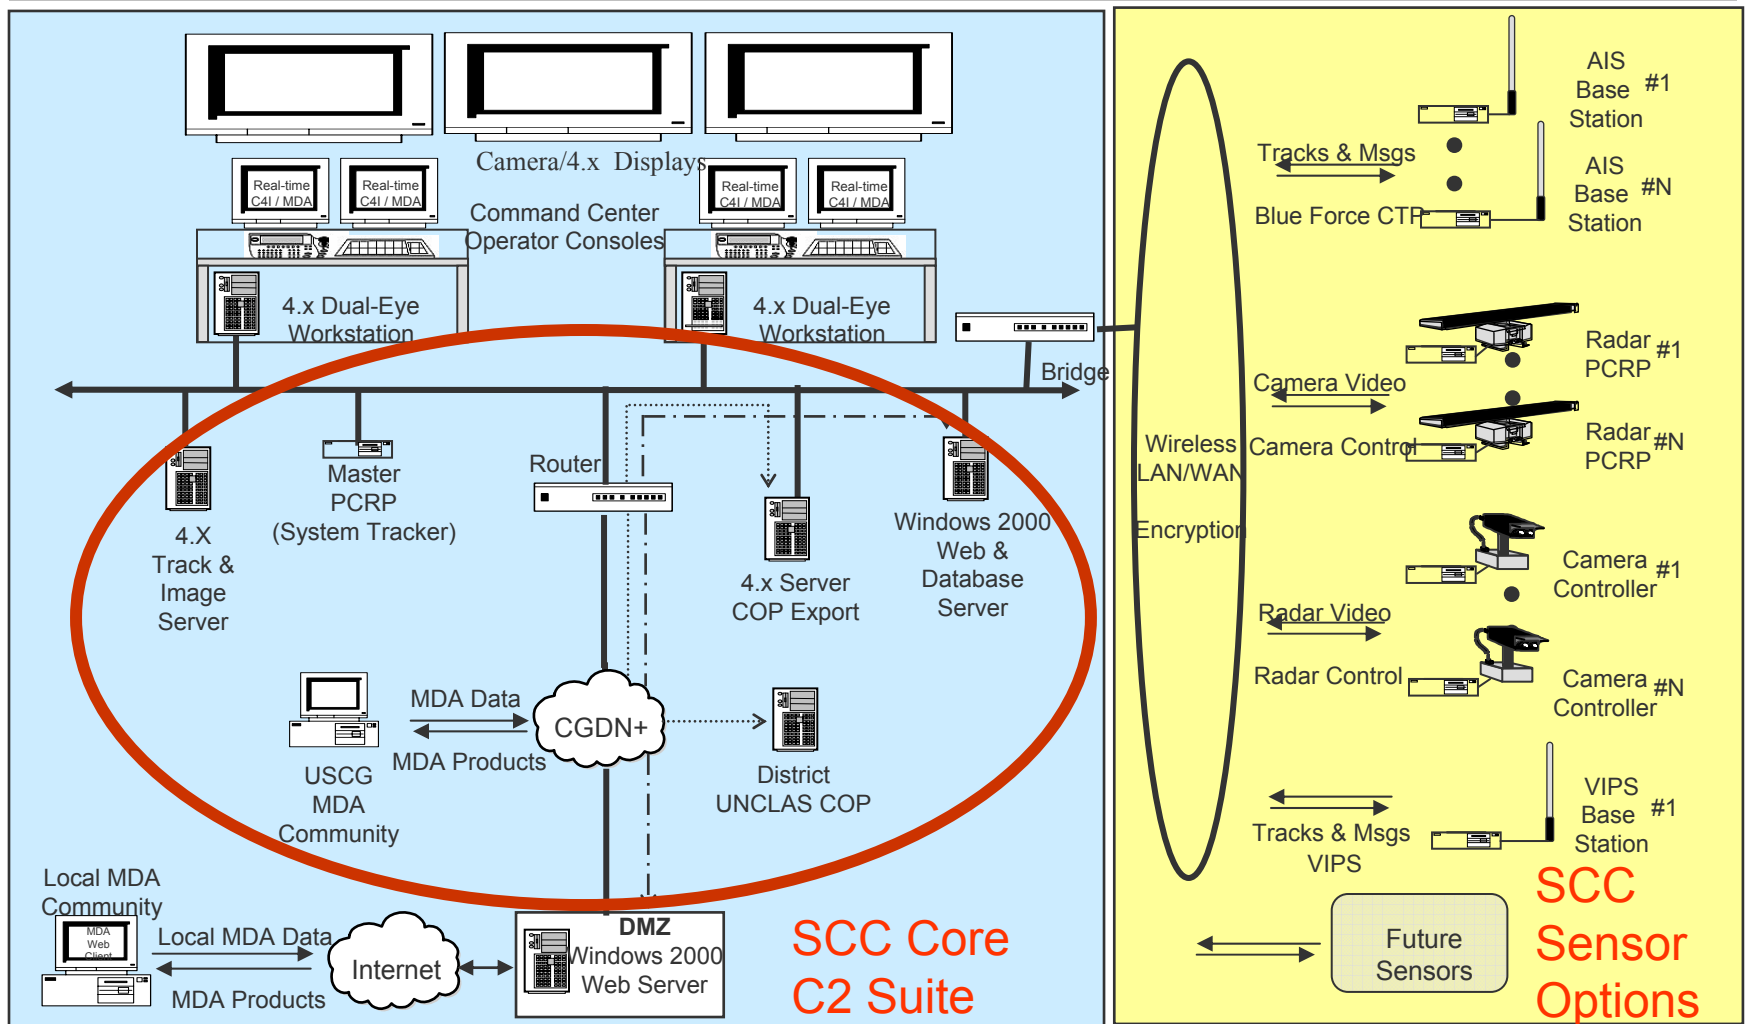 Camera/4.x Displays
Real-time
C4I / MDA
Real-time
C4I / MDA
Real-time
C4I / MDA
Real-time
C4I / MDA
Command Center
Operator Consoles
4.x Dual-Eye
Workstation
4.x Dual-Eye
Workstation
Bridge
4.X
Track &
Image
Server
Master
PCRP
(System Tracker)
Router
4.x Server
COP Export
Windows 2000
Web &
Database
Server
USCG
MDA
Community
MDA Data
MDA Products
CGDN+
District
UNCLAS COP
Local MDA
Community
MDA
Web
Client
Local MDA Data
MDA Products
Internet
DMZ
Windows 2000
Web Server
SCC Core
C2 Suite
Wireless
LAN/WAN
Encryption
Tracks & Msgs
Blue Force CTP
AIS
Base
Station
#1
AIS
Base
Station
#N
Camera Video
Camera Control
Radar
PCRP
#1
Radar
PCRP
#N
Radar Video
Radar Control
Camera
Controller
#1
Camera
Controller
#N
Tracks & Msgs
VIPS
VIPS
Base
Station
#1
Future
Sensors
SCC
Sensor
Options